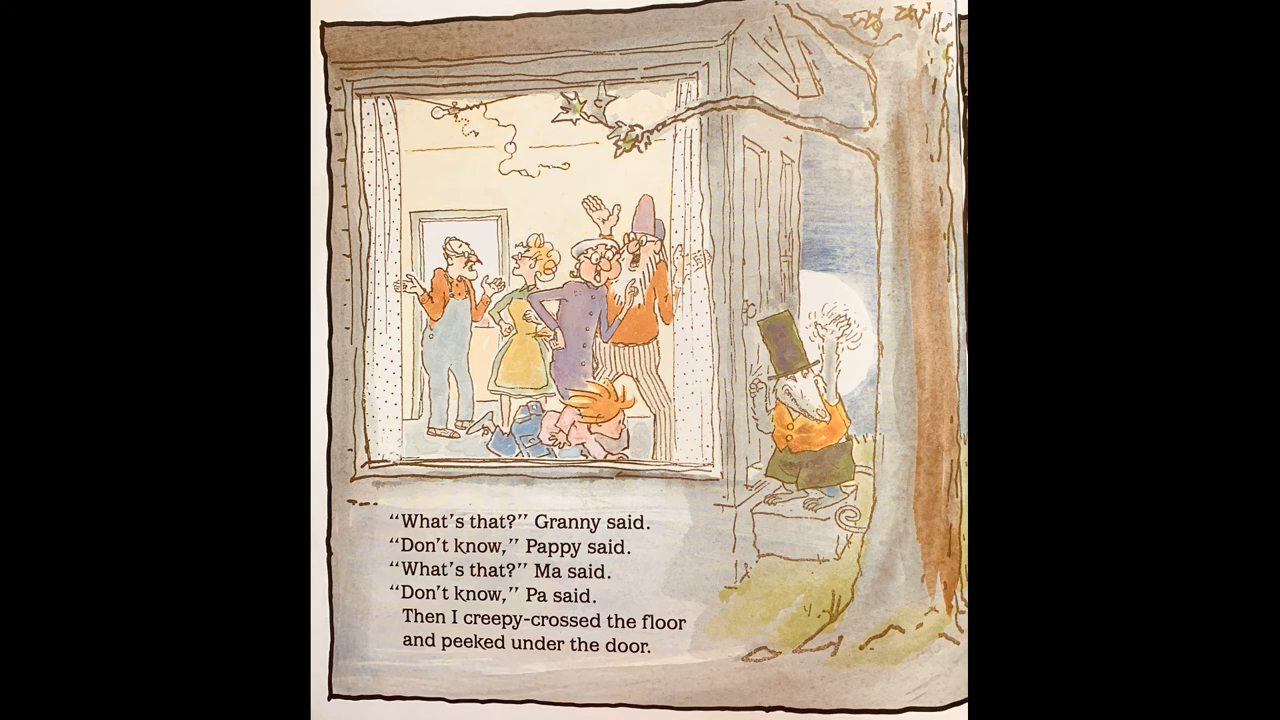 “What's that?” Granny said.
“Don't know,” Pappy said.
“What's that?” Ma said.
“Don't know,” Pa said.
Then I creepy-crossed the floor
and peeked under the door.